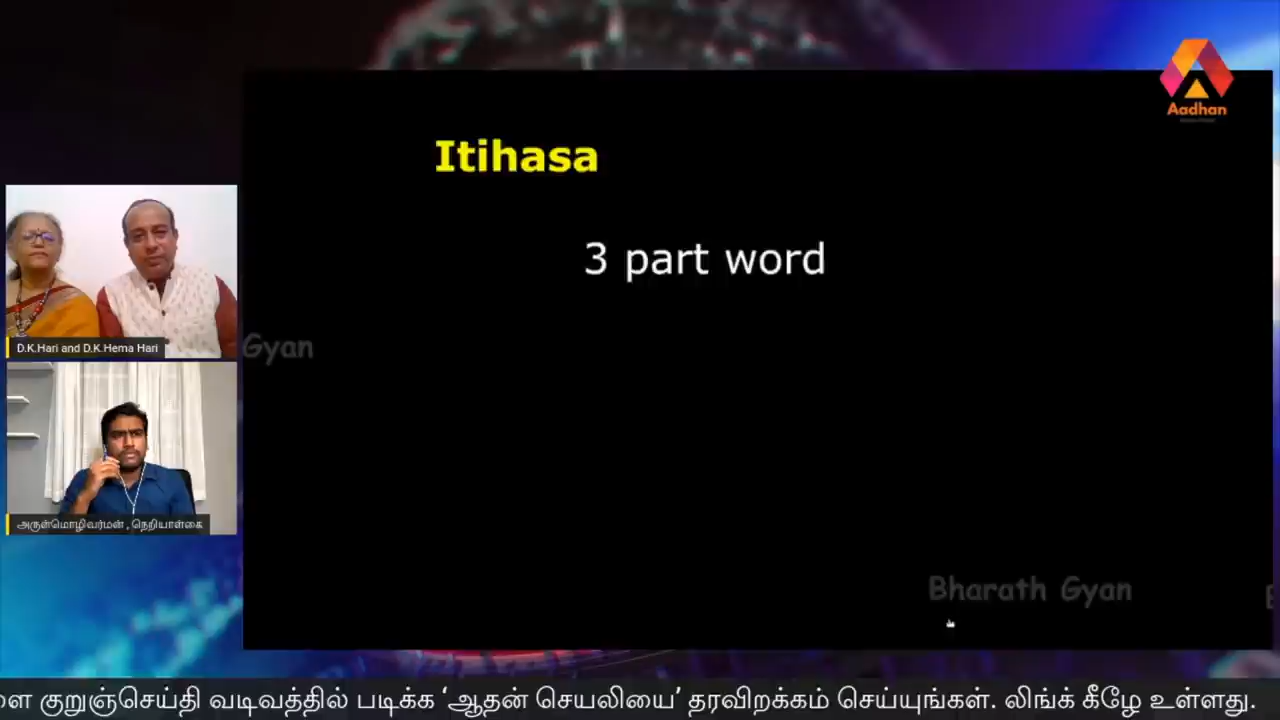 Aadhan
Itihasa
3 part word
D.K.Hari and D.K.Hema Hari
Gyan
அருள்மொழிவர்மன் , நெறியாள்கை
Bharath Gyan
குறுஞ்செய்தி வடிவத்தில் படிக்க ‘ஆதன் செயலியை’ தரவிறக்கம் செய்யுங்கள். லிங்க் கீழே உள்ளது.